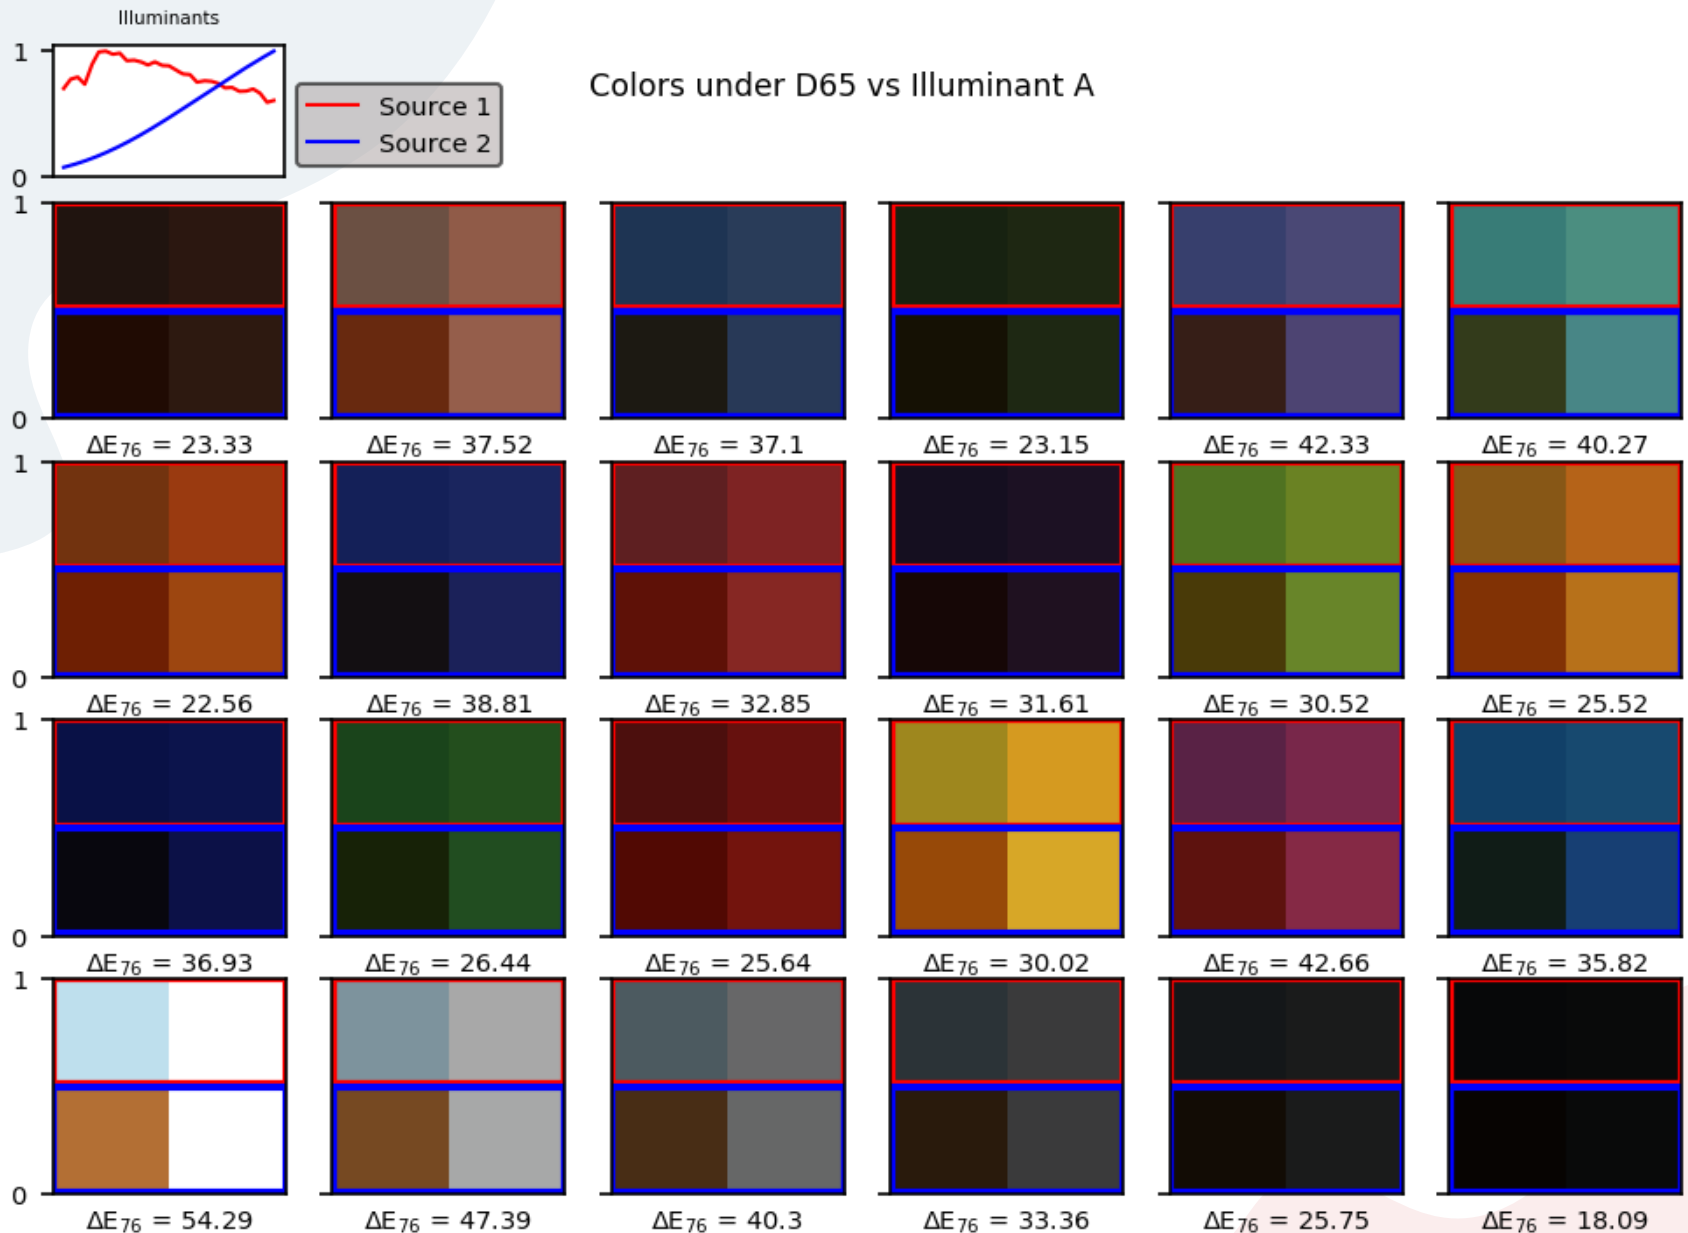 Illuminants
1
0
Source 1
Source 2
Colors under D65 vs Illuminant A
1
0
ΔE76 = 23.33 ΔE76 = 37.52 ΔE76 = 37.1 ΔE76 = 23.15 ΔE76 = 42.33 ΔE76 = 40.27
1
0
ΔE76 = 22.56 ΔE76 = 38.81 ΔE76 = 32.85 ΔE76 = 31.61 ΔE76 = 30.52 ΔE76 = 25.52
1
0
ΔE76 = 36.93 ΔE76 = 26.44 ΔE76 = 25.64 ΔE76 = 30.02 ΔE76 = 42.66 ΔE76 = 35.82
1
0
ΔE76 = 54.29 ΔE76 = 47.39 ΔE76 = 40.3 ΔE76 = 33.36 ΔE76 = 25.75 ΔE76 = 18.09